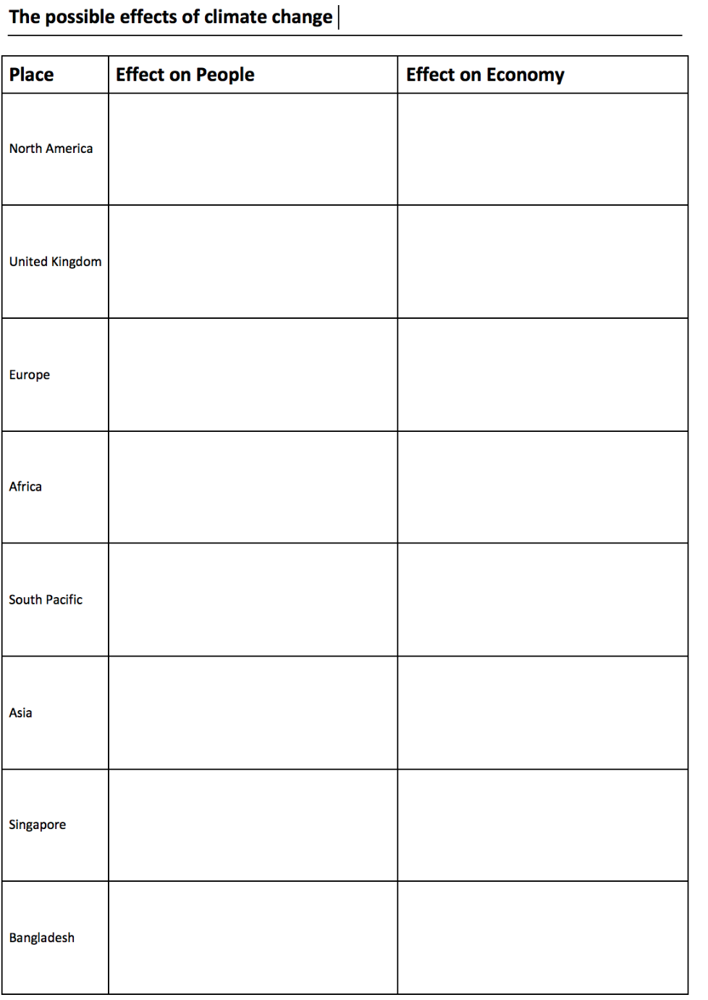 The possible effects of climate change
Place Effect on People Effect on Economy
North America
United Kingdom
Europe
Africa
South Pacific
Asia
Singapore
Bangladesh